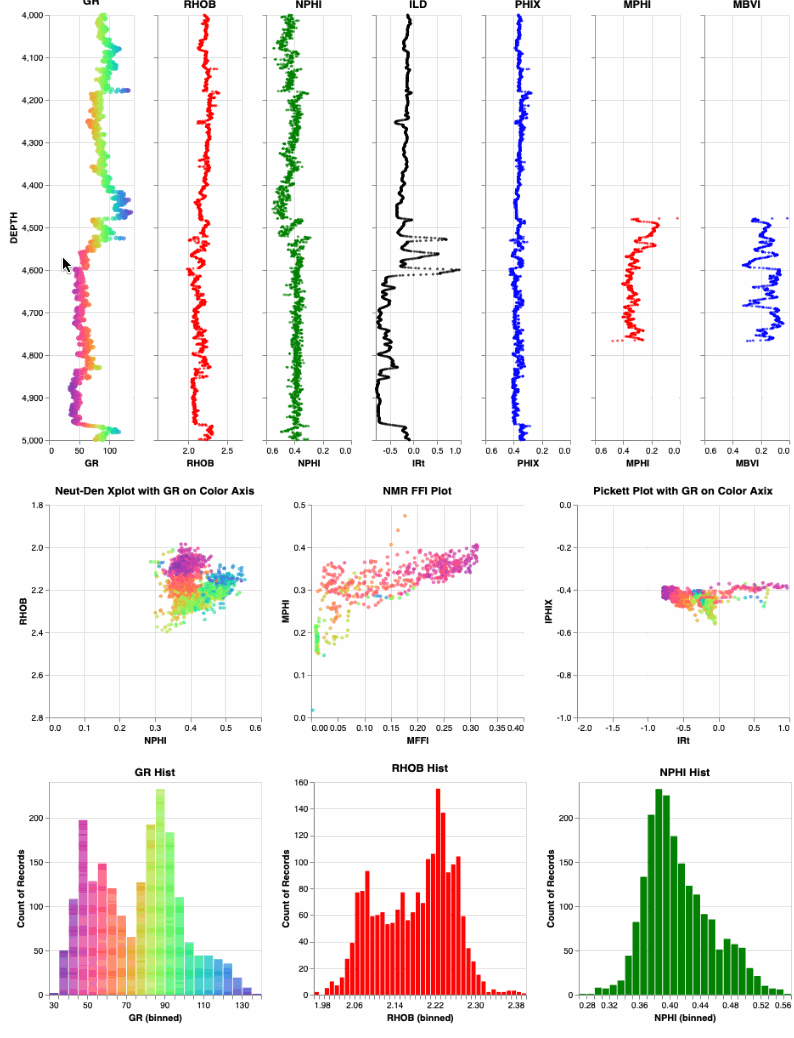 GR RHOB NPHI ILD PHIX MPHI MBVI
4,000
4,100
4,200
4,300
4,400
4,500
4,600
4,700
4,800
4,900
5,000
DEPTH
0 50 100 2.0 2.5 0.6 0.4 0.2 0.0 -0.5 0.0 0.5 1.0 0.6 0.4 0.2 0.0 0.6 0.4 0.2 0.0 0.6 0.4 0.2 0.0
GR RHOB NPHI lRt PHIX MPHI MBVI
Neut-Den Xplot with GR on Color Axis
1.8
2.0
2.2
2.4
2.6
2.8
RHOB
0.0 0.1 0.2 0.3 0.4 0.5 0.6
NPHI
NMR FFI Plot
0.5
0.4
0.3
0.2
0.1
0.0
MPHI
0.00 0.05 0.10 0.15 0.20 0.25 0.30 0.35 0.40
MFFI
Pickett Plot with GR on Color Axix
0.0
-0.2
-0.4
-0.6
-0.8
-1.0
lPHIX
-2.0 -1.5 -1.0 -0.5 0.0 0.5 1.0
lRt
GR Hist
200
150
100
50
0
Count of Records
30 50 70 90 110 130
GR (binned)
RHOB Hist
160
140
120
100
80
60
40
20
0
Count of Records
1.98 2.06 2.14 2.22 2.30 2.38
RHOB (binned)
NPHI Hist
200
150
100
50
0
Count of Records
0.28 0.32 0.36 0.40 0.44 0.48 0.52 0.56
NPHI (binned)